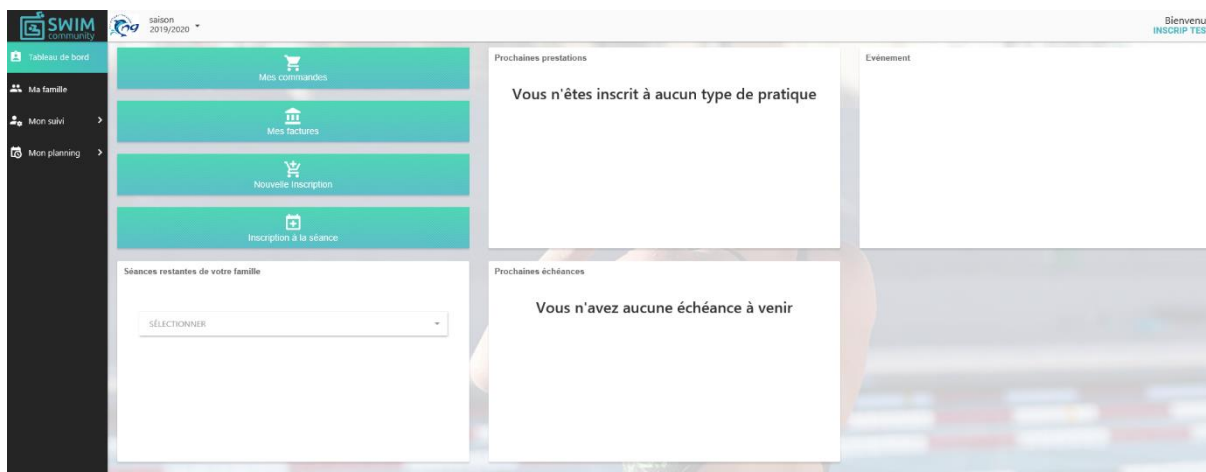 SWIM
community
saison
2019/2020
Bienvenu
INSCRIP TES
Tableau de bord
Ma famille
Mon suivi
Mon planning
Mes commandes
Mes factures
Nouvelle Inscription
Inscription à la séance
Prochaines prestations
Vous n'êtes inscrit à aucun type de pratique
Evénement
Séances restantes de votre famille
SÉLECTIONNER
Prochaines échéances
Vous n'avez aucune échéance à venir